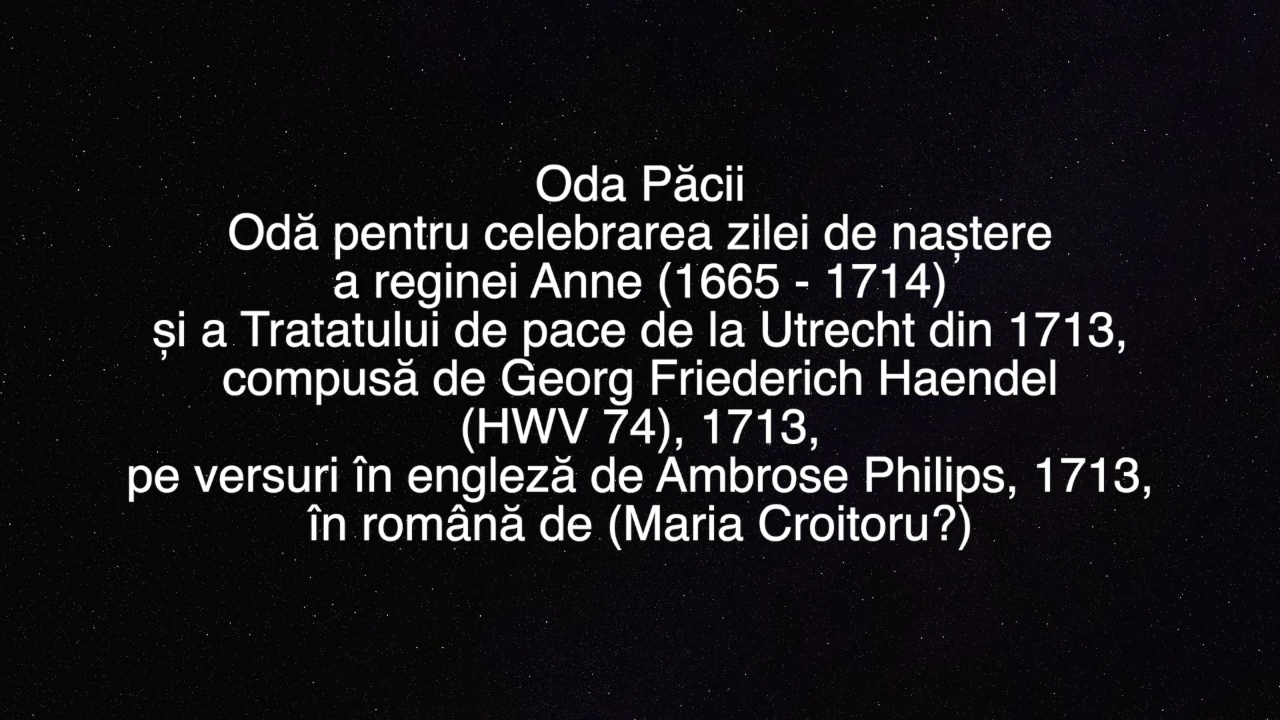 Oda Păcii
Odă pentru celebrarea zilei de naștere
a reginei Anne (1665 - 1714)
și a Tratatului de pace de la Utrecht din 1713,
compusă de Georg Friederich Haendel
(HWV 74), 1713,
pe versuri în engleză de Ambrose Philips, 1713,
în română de (Maria Croitoru?)